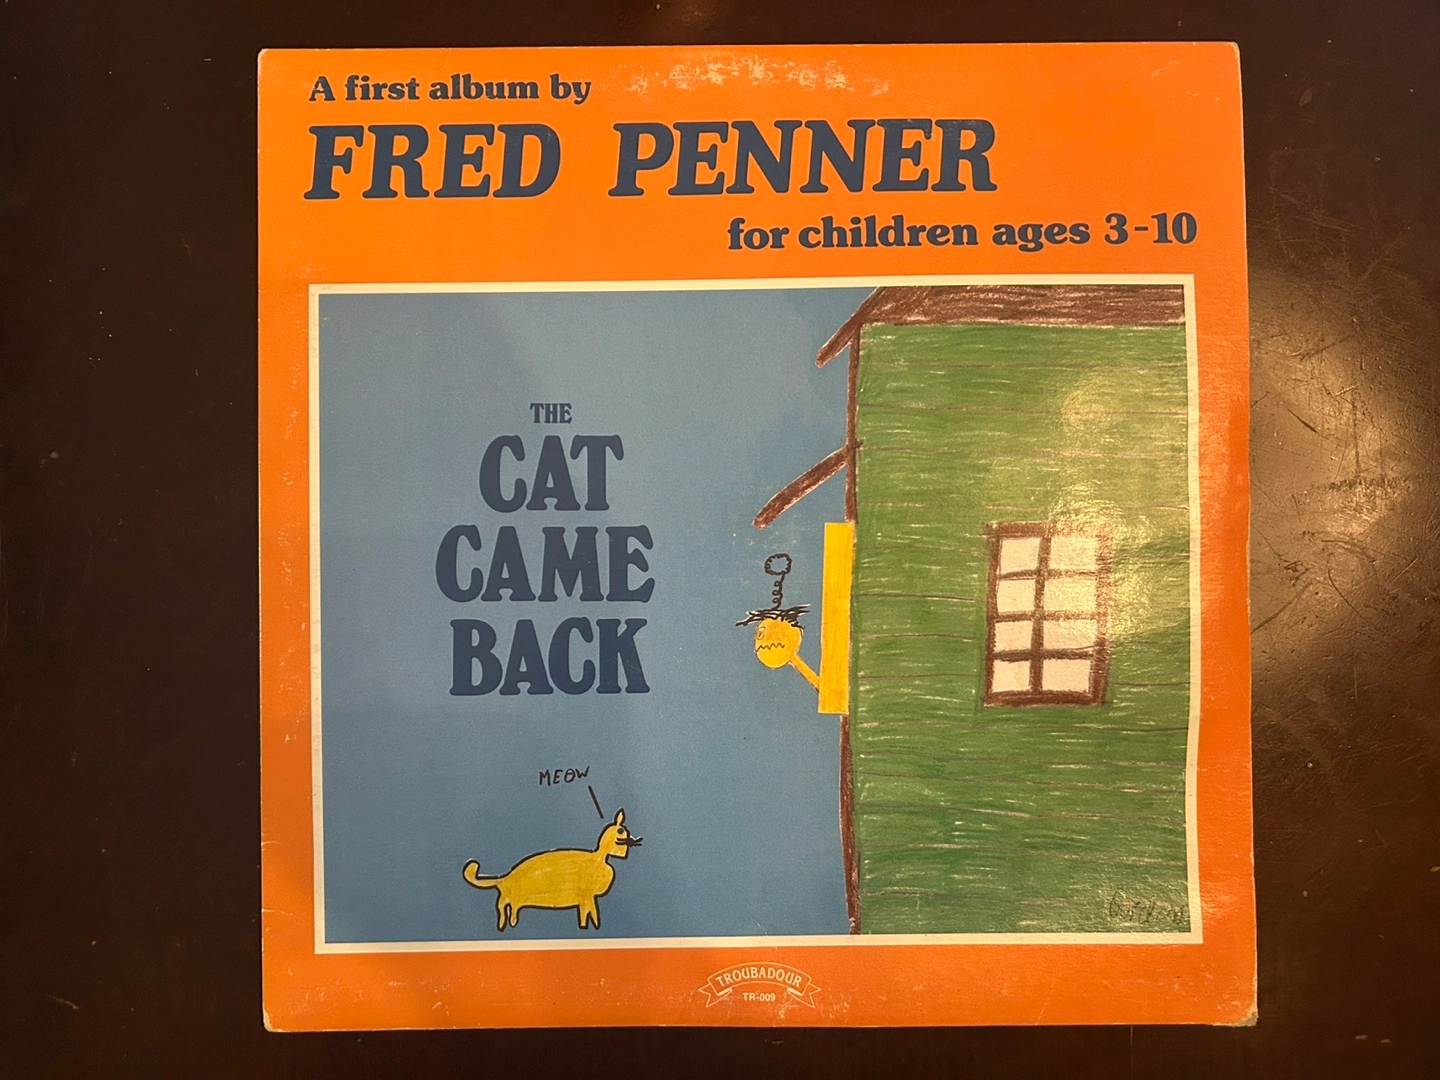 A first album by
FRED PENNER
for children ages 3-10
THE
CAT
CAME
BACK
MEOW
TROUBADOUR
TR-009